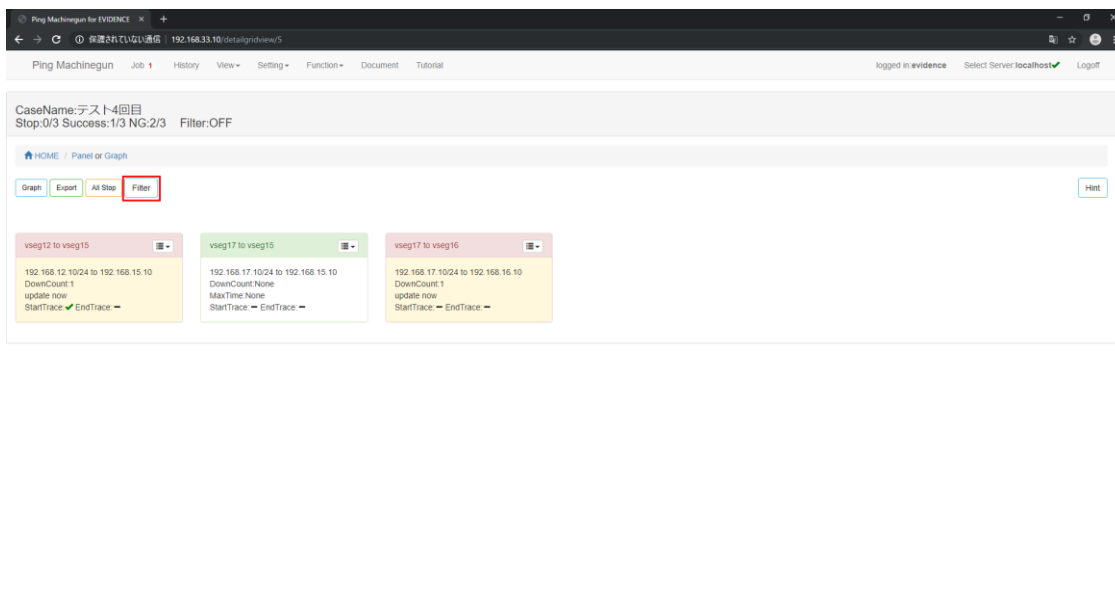 Ping Machinegun for EVIDENCE × +
保護されていない通信 | 192.168.33.10/detailgridview/5
Ping Machinegun Job 1 History View Setting Function Document Tutorial logged in:evidence Select Server:localhost Logoff
CaseName:テスト4回目
Stop:0/3 Success:1/3 NG:2/3 Filter:OFF
HOME / Panel or Graph
Graph Export All Stop Filter Hint
vseg12 to vseg15
192.168.12.10/24 to 192.168.15.10
DownCount:1
update now
StartTrace: EndTrace:
vseg17 to vseg15
192.168.17.10/24 to 192.168.15.10
DownCount:None
MaxTime:None
StartTrace: EndTrace:
vseg17 to vseg16
192.168.17.10/24 to 192.168.16.10
DownCount:1
update now
StartTrace: EndTrace: